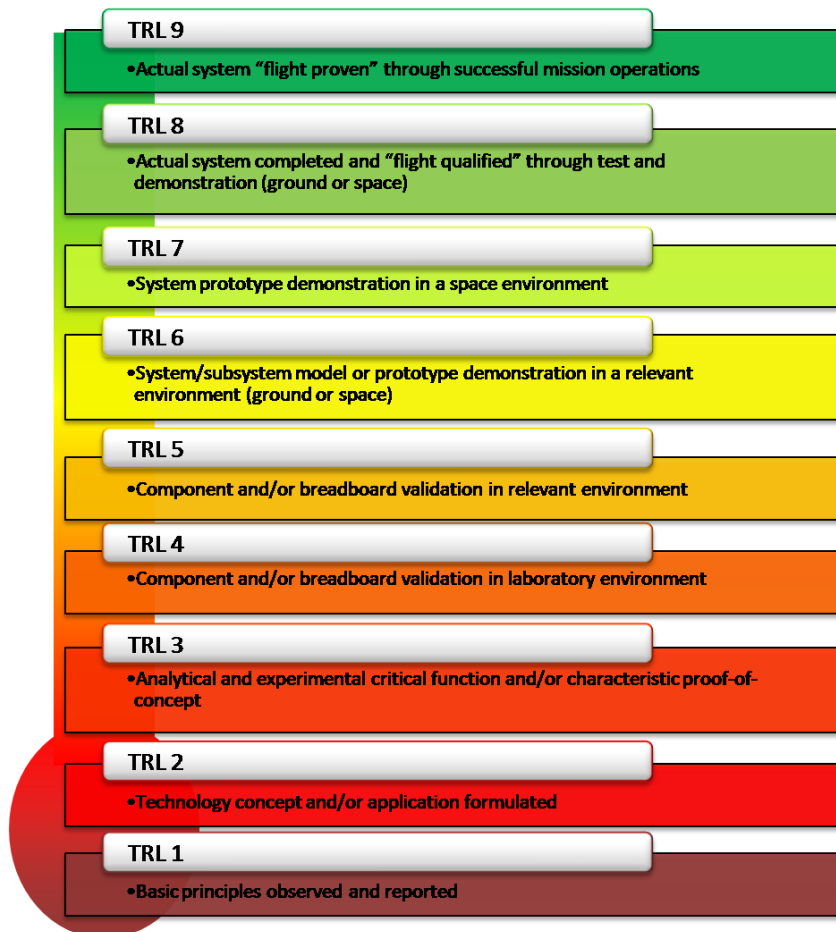 TRL 9
•Actual system “flight proven” through successful mission operations
TRL 8
•Actual system completed and “flight qualified” through test and
demonstration (ground or space)
TRL 7
•System prototype demonstration in a space environment
TRL 6
•System/subsystem model or prototype demonstration in a relevant
environment (ground or space)
TRL 5
•Component and/or breadboard validation in relevant environment
TRL 4
•Component and/or breadboard validation in laboratory environment
TRL 3
•Analytical and experimental critical function and/or characteristic proof-of-
concept
TRL 2
•Technology concept and/or application formulated
TRL 1
•Basic principles observed and reported